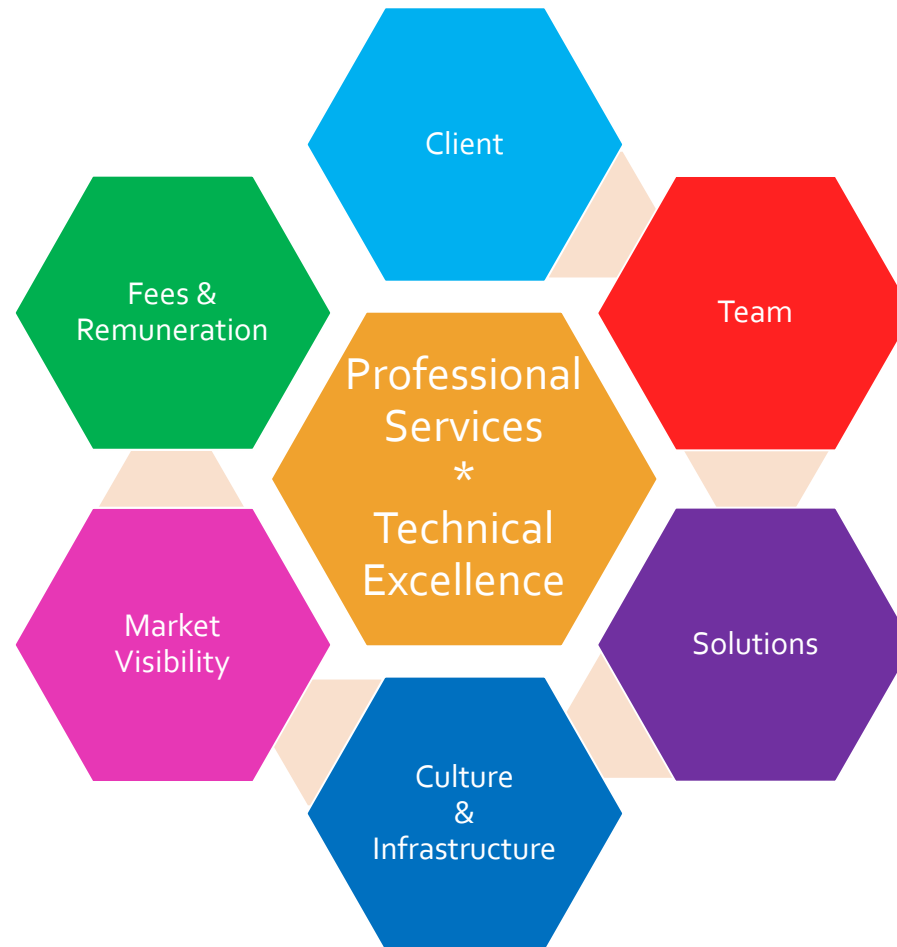 Client
Fees &
Remuneration
Team
Professional
Services
*
Technical
Excellence
Market
Visibility
Solutions
Culture
&
Infrastructure